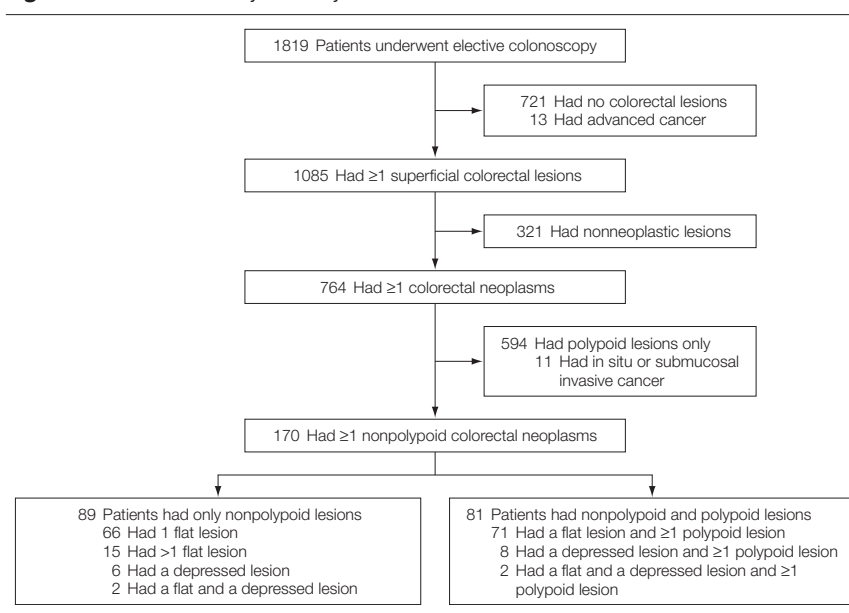 1819 Patients underwent elective colonoscopy
721 Had no colorectal lesions
13 Had advanced cancer
1085 Had ≥1 superficial colorectal lesions
321 Had nonneoplastic lesions
764 Had ≥1 colorectal neoplasms
594 Had polypoid lesions only
11 Had in situ or submucosal
invasive cancer
170 Had ≥1 nonpolypoid colorectal neoplasms
89 Patients had only nonpolypoid lesions
66 Had 1 flat lesion
15 Had >1 flat lesion
6 Had a depressed lesion
2 Had a flat and a depressed lesion
81 Patients had nonpolypoid and polypoid lesions
71 Had a flat lesion and ≥1 polypoid lesion
8 Had a depressed lesion and ≥1 polypoid lesion
2 Had a flat and a depressed lesion and ≥1
polypoid lesion